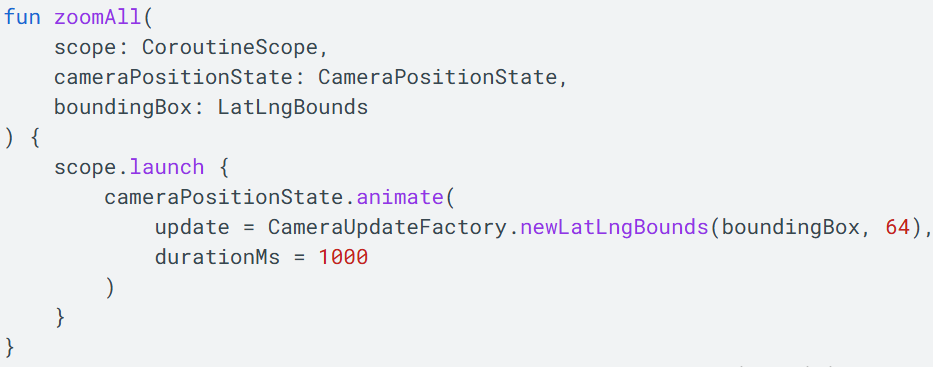 fun zoomAll(
    scope: CoroutineScope,
    cameraPositionState: CameraPositionState,
    boundingBox: LatLngBounds
) {
    scope.launch {
        cameraPositionState.animate(
            update = CameraUpdateFactory.newLatLngBounds(boundingBox, 64),
            durationMs = 1000
        )
    }
}